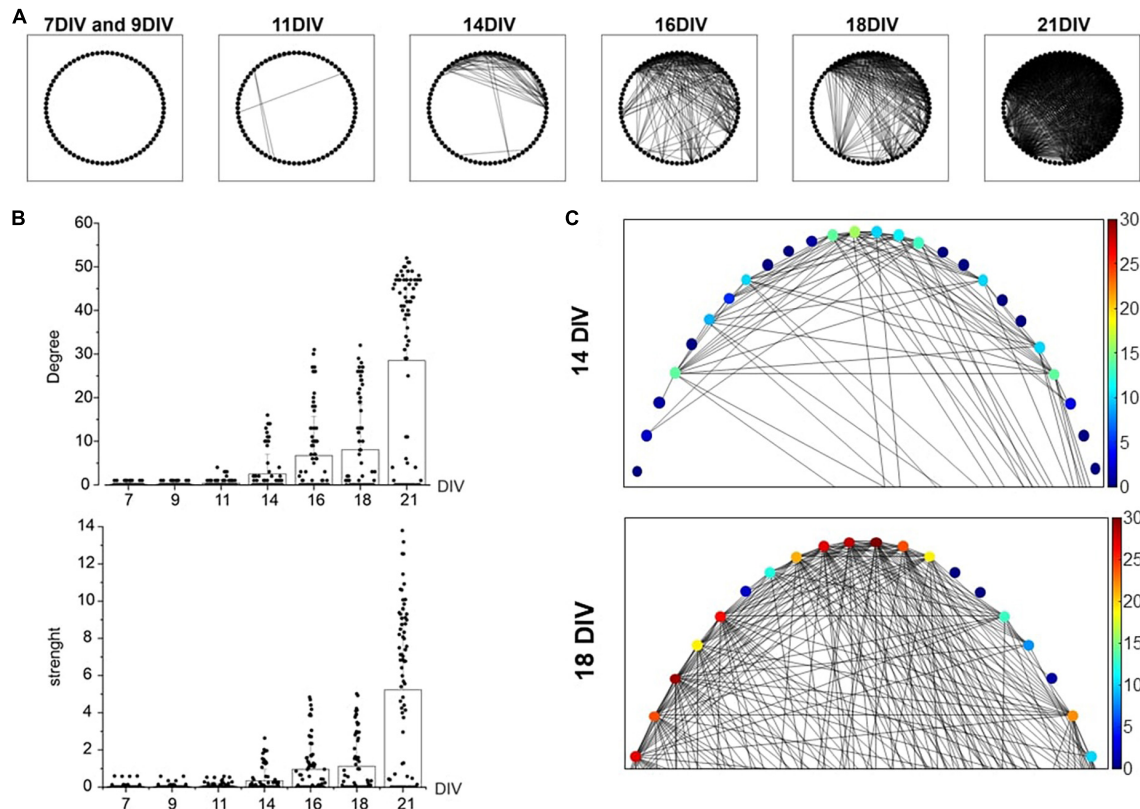 A
7DIV and 9DIV
11DIV
14DIV
16DIV
18DIV
21DIV
B
60
50
40
30
20
10
0
Degree
7 9 11 14 16 18 21 DIV
14
12
10
8
6
4
2
0
strenght
7 9 11 14 16 18 21 DIV
C
14 DIV
30
25
20
15
10
5
0
18 DIV
30
25
20
15
10
5
0